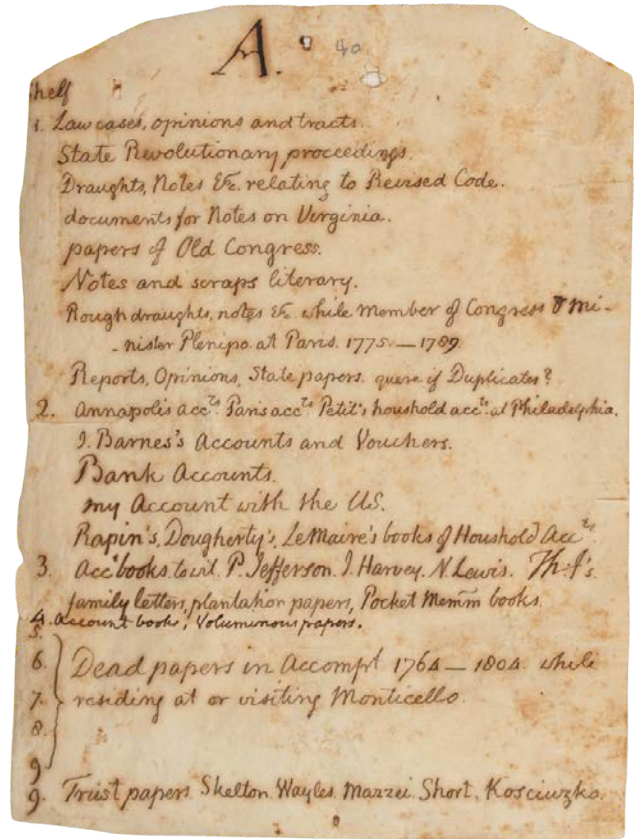 A. 40
Shelf
1. Law cases, opinions and tracts.
State Revolutionary proceedings.
Draughts, Notes &c. relating to Revised Code.
documents for Notes on Virginia.
papers of Old Congress.
Notes and scraps literary.
Rough draughts, notes &c. while Member of Congress & Mi-
-nister Plenipo. at Paris. 1775.—1789
Reports, Opinions, State papers. quere if Duplicates?
2. Annapolis accts. Paris accts Petit's houshold accts. at Philadelphia.
J. Barnes's Accounts and Vouchers.
Bank Accounts.
my Account with the US.
Rapin's, Dougherty's, LeMaire's books of Houshold Accts.
3. Acct books to wit. P. Jefferson. J. Harvey. N. Lewis. Th. J's
family letters, plantation papers, Pocket Memm books.
4. Account books, Voluminous papers.
5.
6. Dead papers in Accompt 1764—1804. while
7. residing at or visiting Monticello.
8
9
9. Trust papers Skelton. Wayles. Mazzei. Short. Kosciuzko.